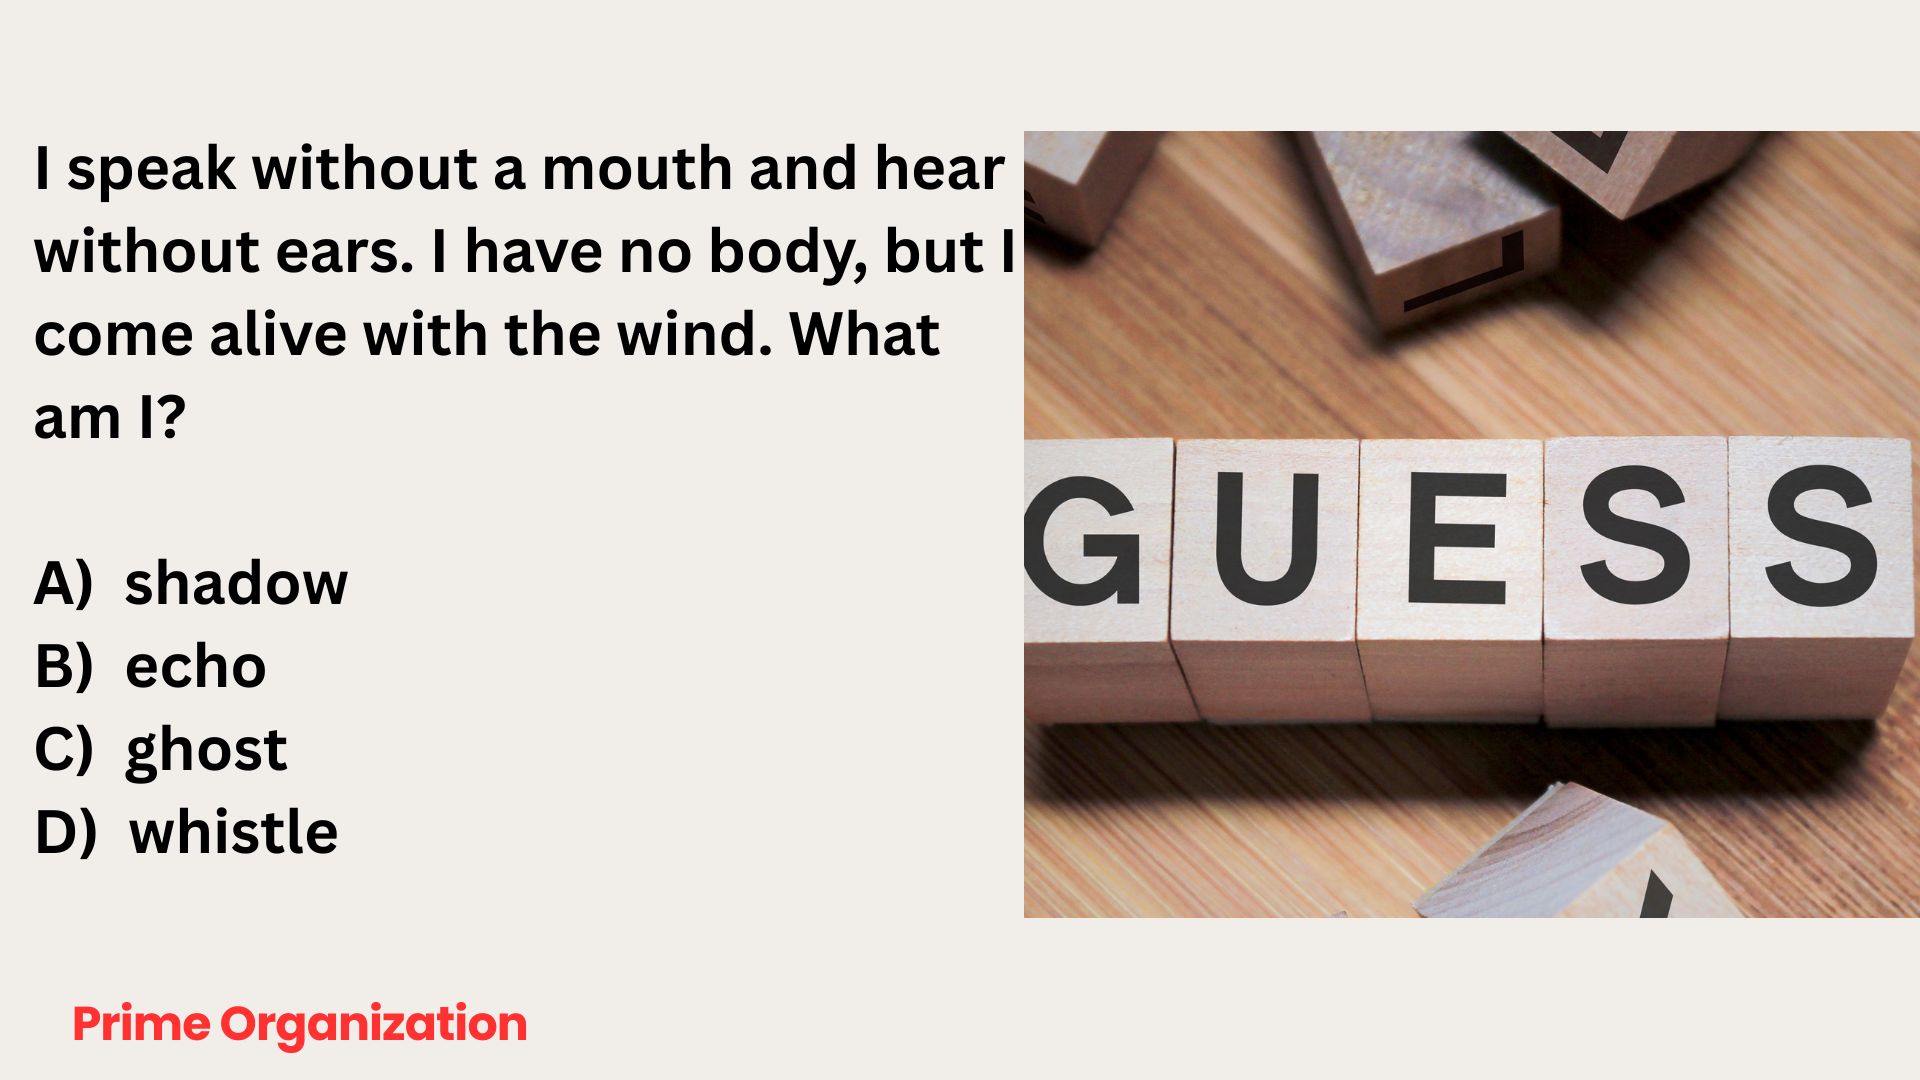 I speak without a mouth and hear
without ears. I have no body, but I
come alive with the wind. What
am I?
A) shadow
B) echo
C) ghost
D) whistle
GUESS
Prime Organization